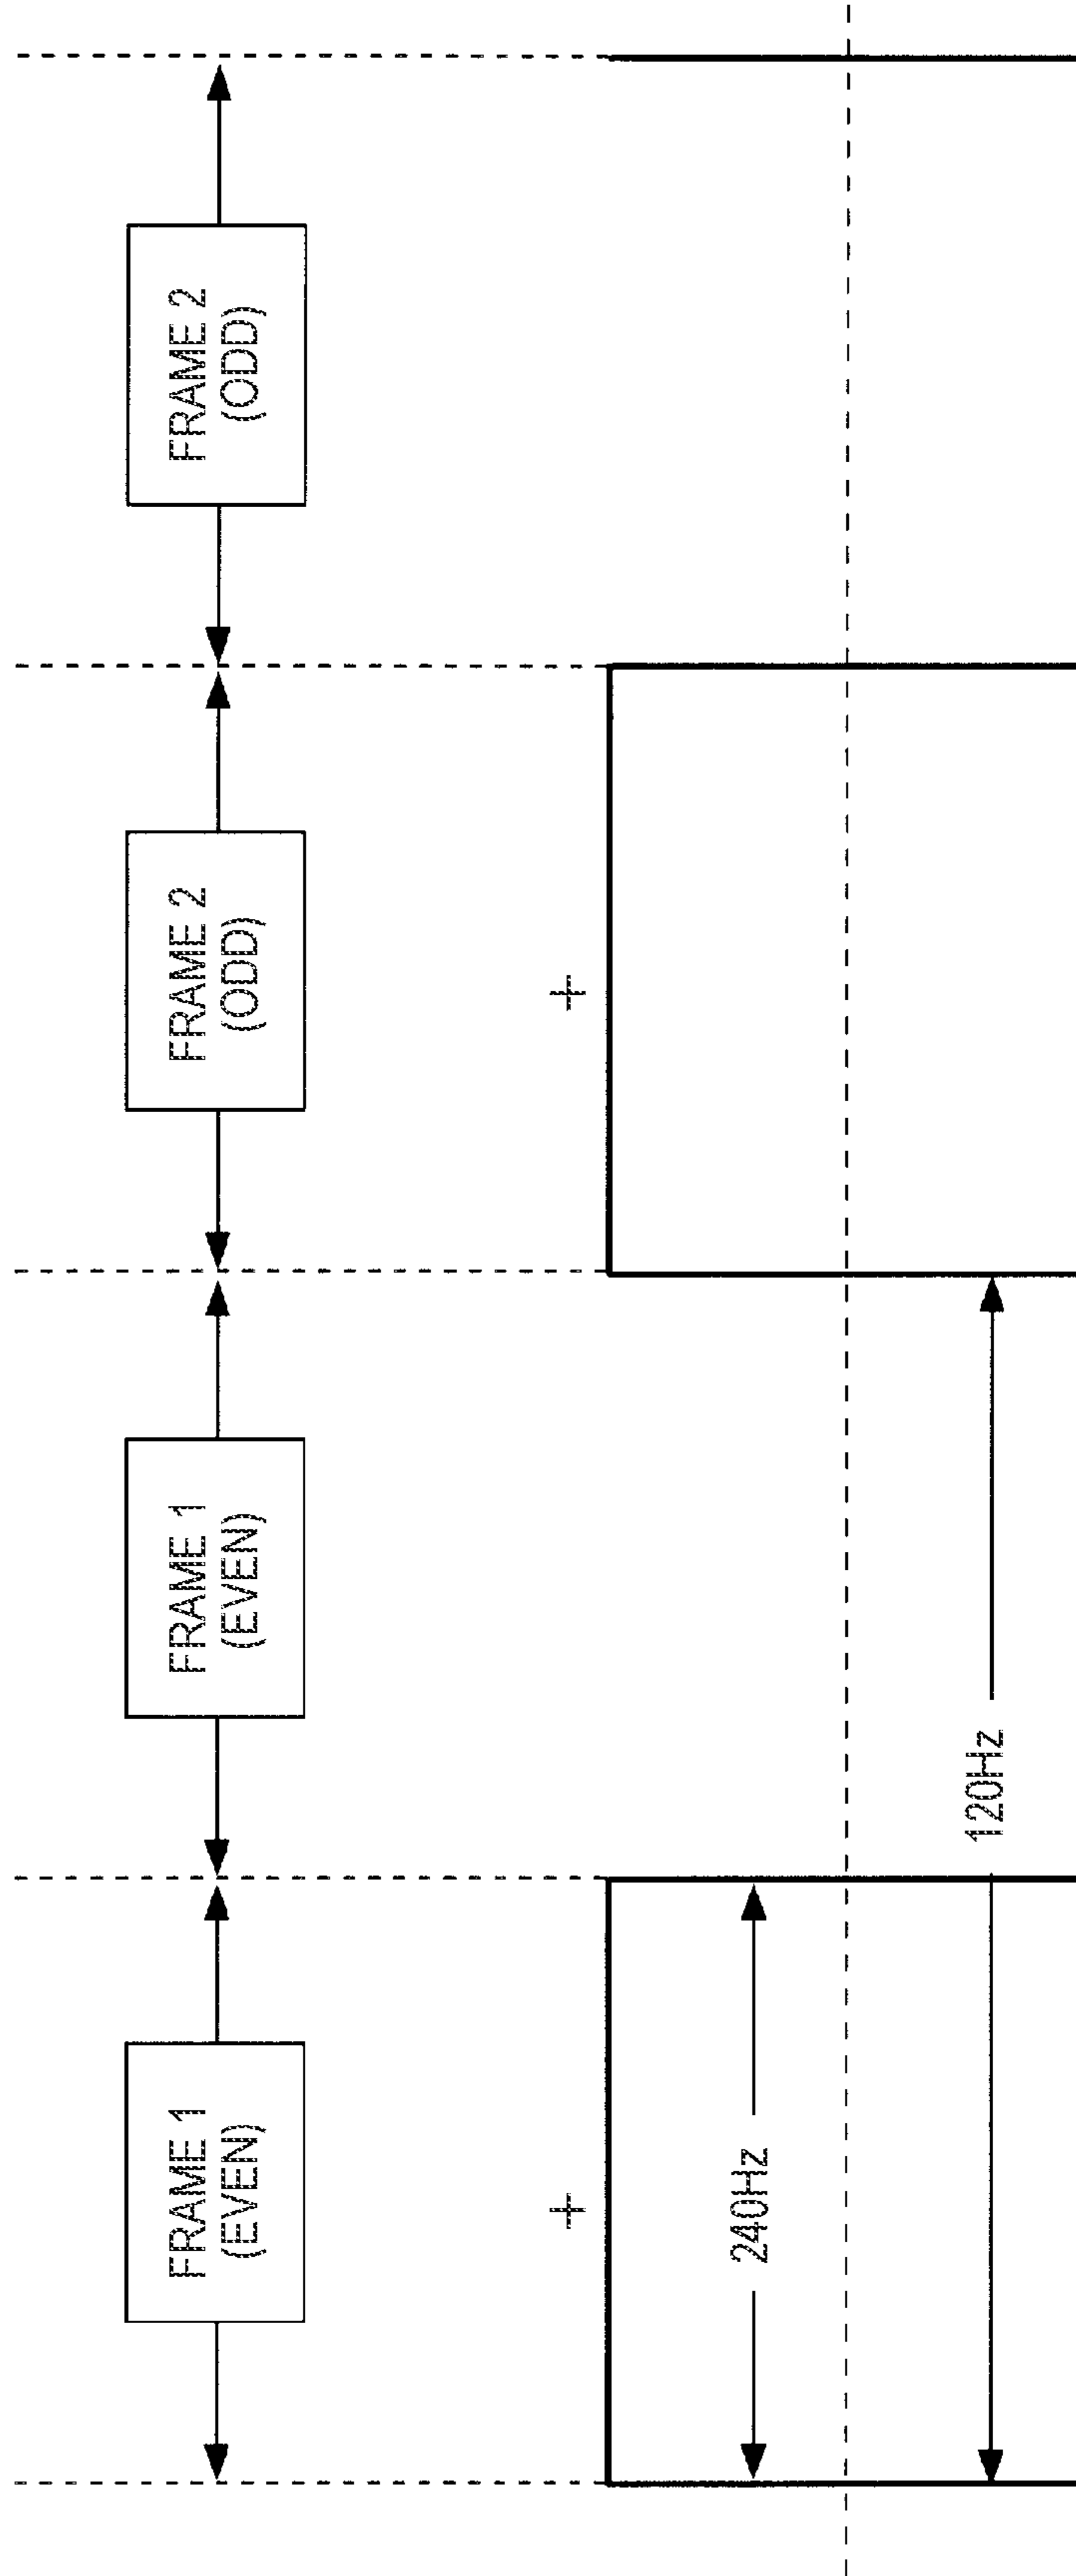 FRAME 1
(EVEN)
FRAME 1
(EVEN)
FRAME 2
(ODD)
FRAME 2
(ODD)
+
+
240Hz
120Hz